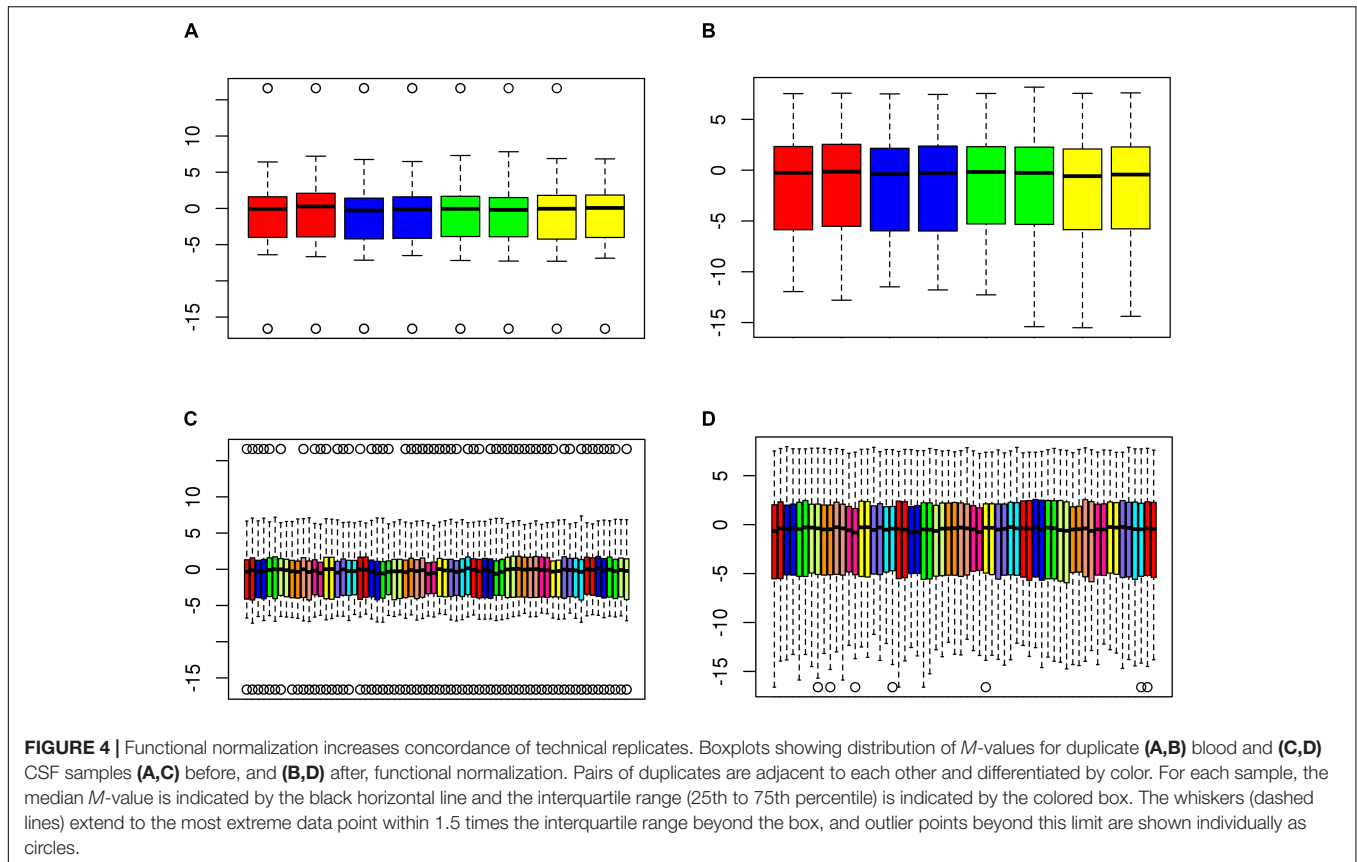 A
B
10
5
0
-5
-15
5
0
-5
-10
-15
C
D
10
5
0
-5
-15
5
0
-5
-10
-15
FIGURE 4 | Functional normalization increases concordance of technical replicates. Boxplots showing distribution of M-values for duplicate (A,B) blood and (C,D)
CSF samples (A,C) before, and (B,D) after, functional normalization. Pairs of duplicates are adjacent to each other and differentiated by color. For each sample, the
median M-value is indicated by the black horizontal line and the interquartile range (25th to 75th percentile) is indicated by the colored box. The whiskers (dashed
lines) extend to the most extreme data point within 1.5 times the interquartile range beyond the box, and outlier points beyond this limit are shown individually as
circles.